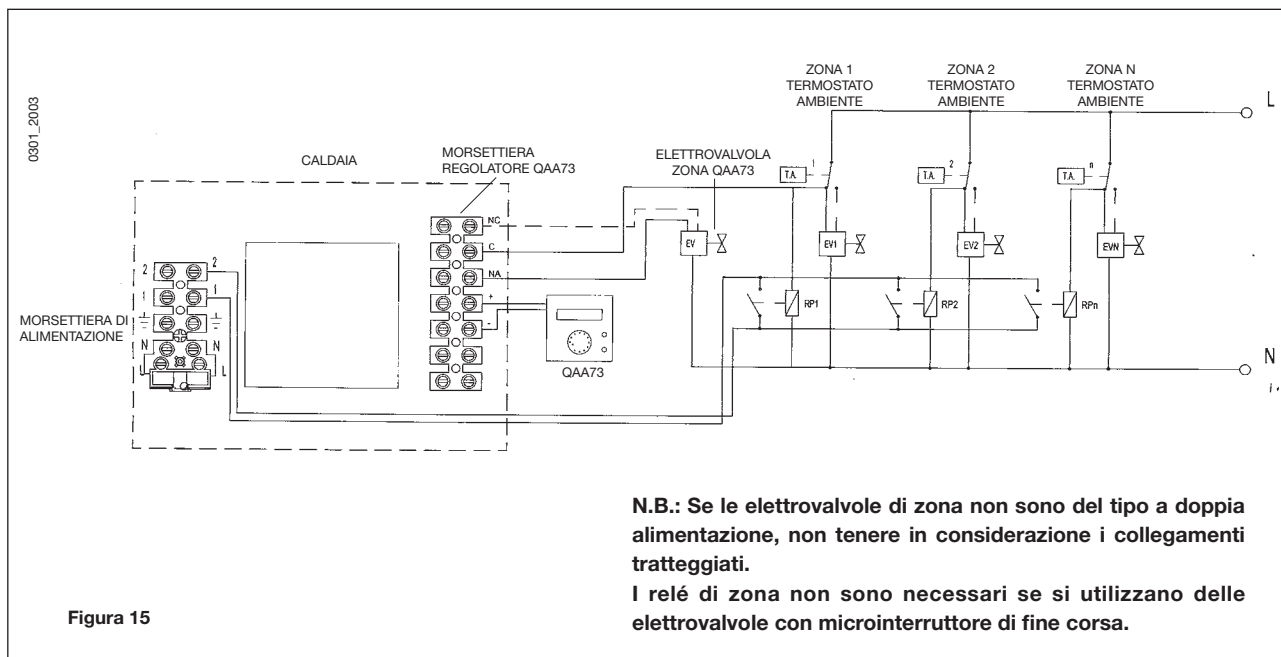 0301_2003
ZONA 1
TERMOSTATO
AMBIENTE
ZONA 2
TERMOSTATO
AMBIENTE
ZONA N
TERMOSTATO
AMBIENTE
L
CALDAIA
MORSETTIERA
REGOLATORE QAA73
ELETTROVALVOLA
ZONA QAA73
T.A.
1
T.A.
2
T.A.
n
NC
C
NA
+
-
EV
EV1
EV2
EVN
2
2
1
1
N
N
L
L
MORSETTIERA DI
ALIMENTAZIONE
QAA73
RP1
RP2
RPn
N
N.B.: Se le elettrovalvole di zona non sono del tipo a doppia
alimentazione, non tenere in considerazione i collegamenti
tratteggiati.
I relé di zona non sono necessari se si utilizzano delle
elettrovalvole con microinterruttore di fine corsa.
Figura 15